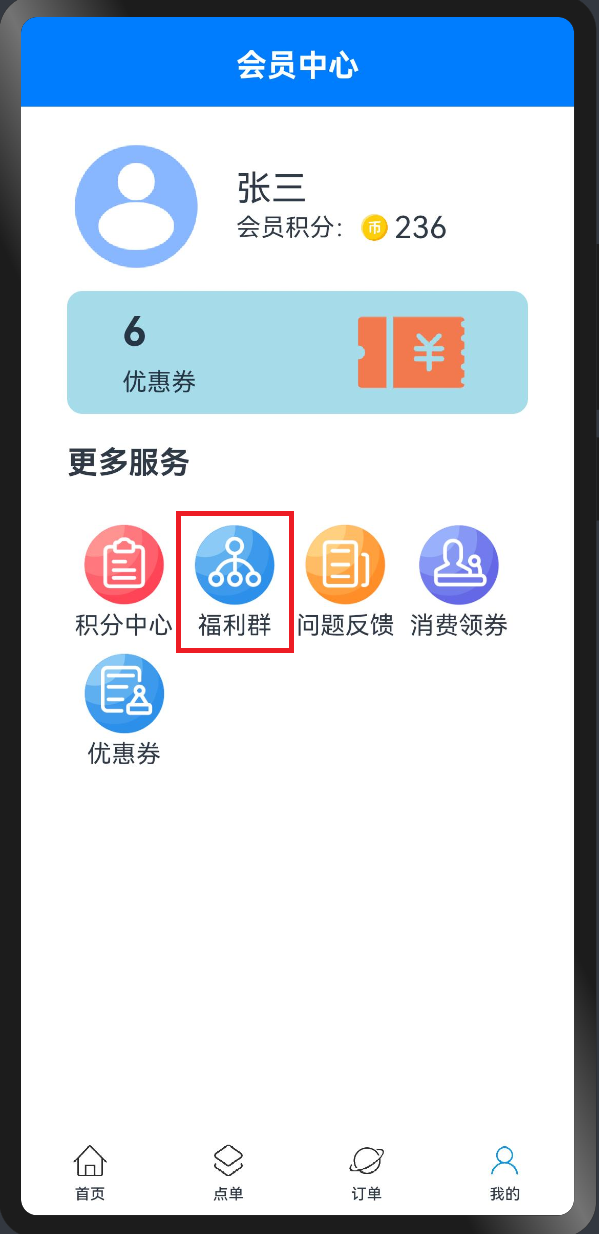 会员中心
张三
会员积分： 币 236
6
优惠券
¥
更多服务
积分中心 福利群 问题反馈 消费领券
优惠券
首页 点单 订单 我的